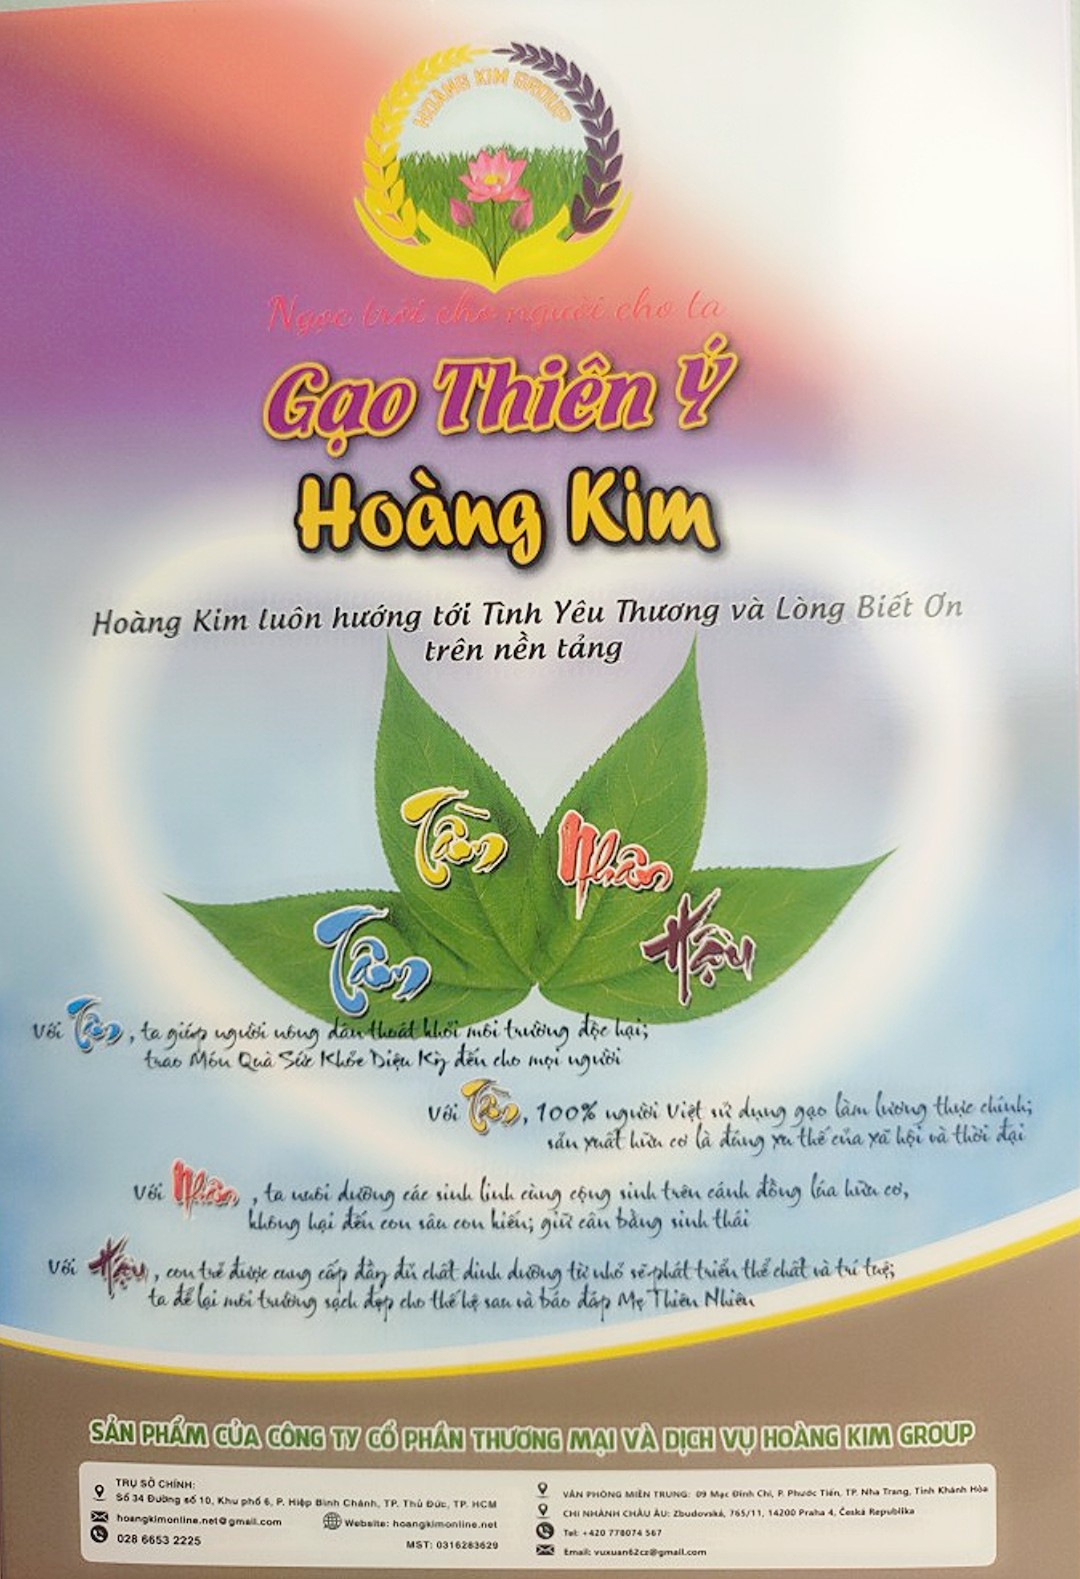 HOANG KIM GROUP
Ngọc trời cho người cho ta
Gạo Thiên Ý
Hoàng Kim
Hoàng Kim luôn hướng tới Tình Yêu Thương và Lòng Biết Ơn
trên nền tảng
Tần
Nhân
Tâm
Hậu
Với Tâm, ta giúp người nông dân thoát khỏi môi trường độc hại;
trao Món Quà Sức Khỏe Diệu Kỳ đến cho mọi người
Với Tần, 100% người Việt sử dụng gạo làm lương thực chính;
sản xuất hữu cơ là đúng xu thế của xã hội và thời đại
Với Nhân, ta nuôi dưỡng các sinh linh cùng cộng sinh trên cánh đồng lúa hữu cơ,
không hại đến con sâu con kiến; giữ cân bằng sinh thái
Với Hậu, con trẻ được cung cấp đầy đủ chất dinh dưỡng từ nhỏ sẽ phát triển thể chất và trí tuệ;
ta để lại môi trường sạch đẹp cho thế hệ sau và báo đáp Mẹ Thiên Nhiên
SẢN PHẨM CỦA CÔNG TY CỔ PHẦN THƯƠNG MẠI VÀ DỊCH VỤ HOÀNG KIM GROUP
TRỤ SỞ CHÍNH:
Số 34 Đường số 10, Khu phố 6, P. Hiệp Bình Chánh, TP. Thủ Đức, TP. HCM
hoangkimonline.net@gmail.com
Website: hoangkimonline.net
028 6653 2225
MST: 0316283629
VĂN PHÒNG MIỀN TRUNG: 09 Mạc Đĩnh Chi, P. Phước Tiến, TP. Nha Trang, Tỉnh Khánh Hòa
CHI NHÁNH CHÂU ÂU: Zbudovská, 765/11, 14200 Praha 4, Česká Republika
Tel: +420 778074 567
Email: vuxuan62cz@gmail.com